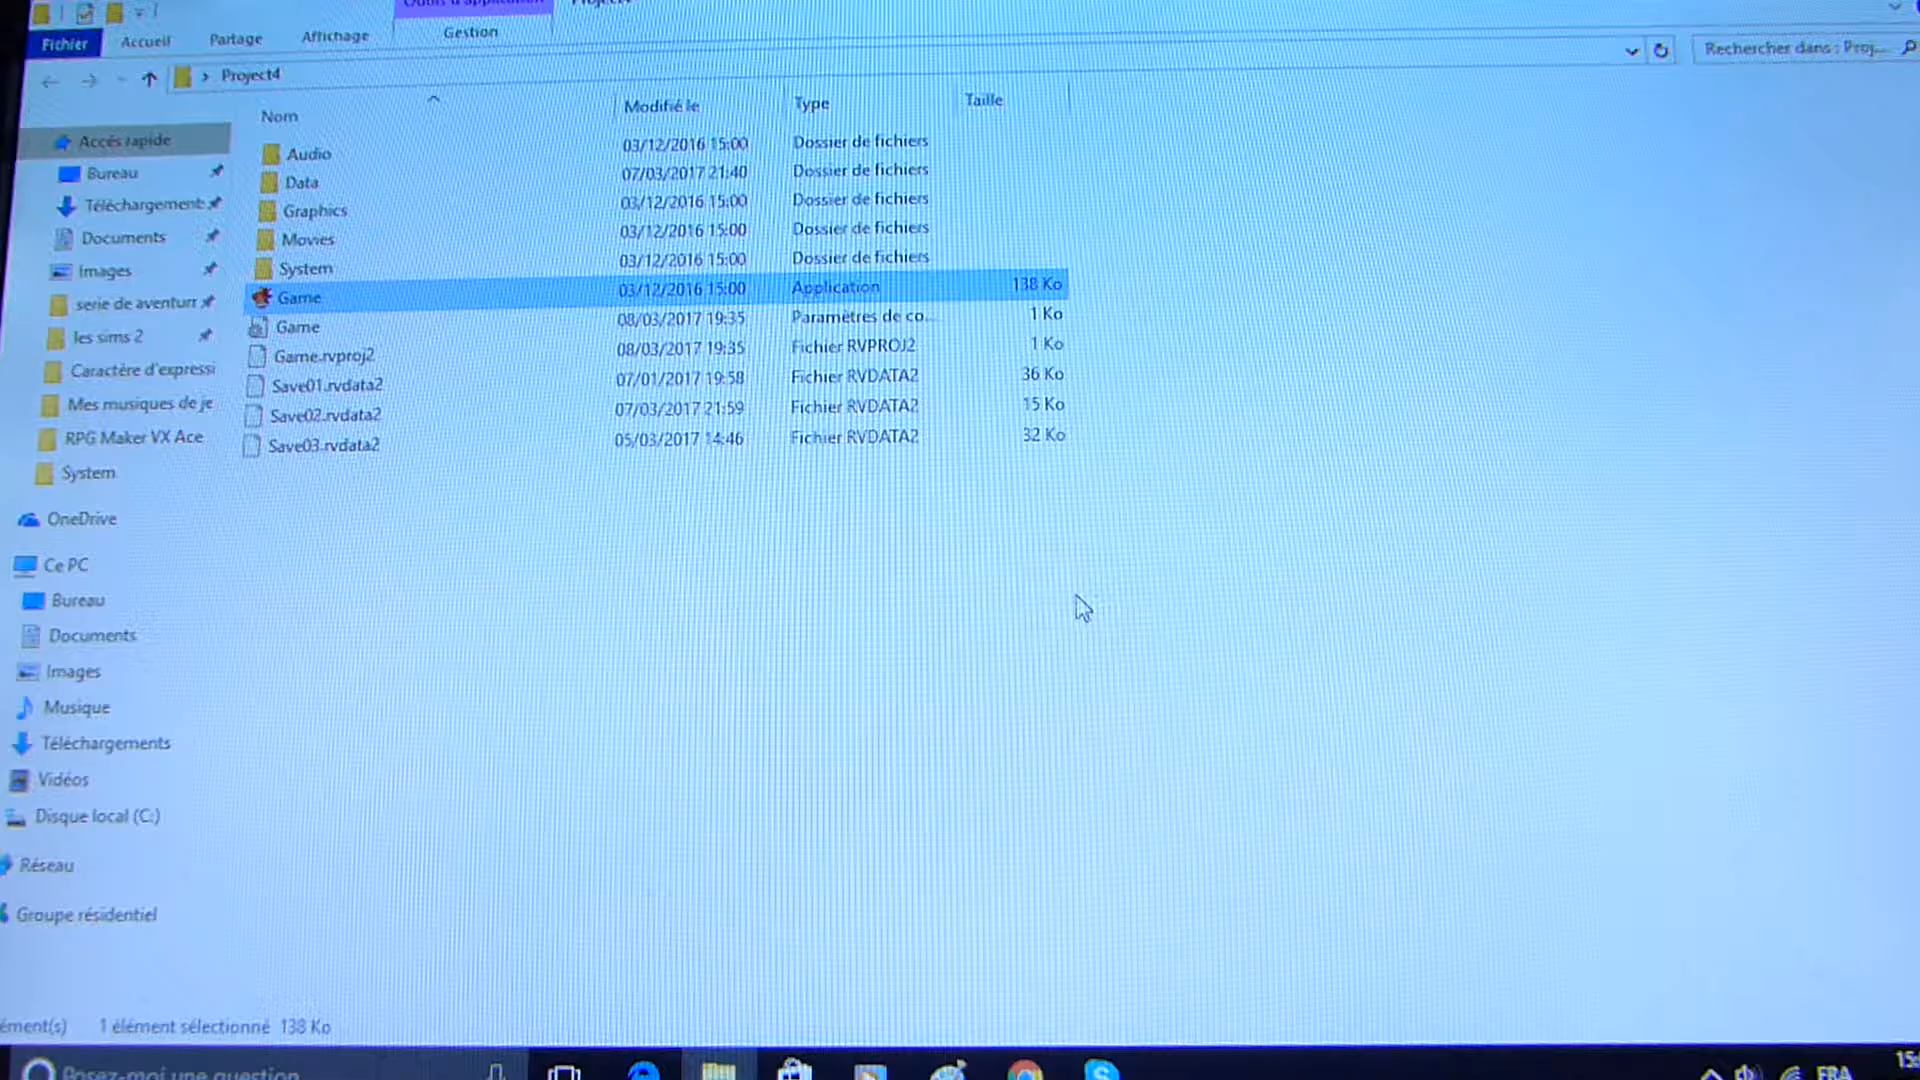 Fichier Accueil Partage Affichage Gestion
Project4
Rechercher dans : Proj...
Nom Modifié le Type Taille
Audio 03/12/2016 15:00 Dossier de fichiers
Data 07/03/2017 21:40 Dossier de fichiers
Graphics 03/12/2016 15:00 Dossier de fichiers
Movies 03/12/2016 15:00 Dossier de fichiers
System 03/12/2016 15:00 Dossier de fichiers
Game 03/12/2016 15:00 Application 138 Ko
Game 08/03/2017 19:35 Paramètres de co... 1 Ko
Game.rvproj2 08/03/2017 19:35 Fichier RVPROJ2 1 Ko
Save01.rvdata2 07/01/2017 19:58 Fichier RVDATA2 36 Ko
Save02.rvdata2 07/03/2017 21:59 Fichier RVDATA2 15 Ko
Save03.rvdata2 05/03/2017 14:46 Fichier RVDATA2 32 Ko
Accès rapide
Bureau
Téléchargement
Documents
Images
serie de aventurr
les sims 2
Caractère d'expressi
Mes musiques de je
RPG Maker VX Ace
System
OneDrive
Ce PC
Bureau
Documents
Images
Musique
Téléchargements
Vidéos
Disque local (C:)
Réseau
Groupe résidentiel
ément(s) 1 élément sélectionné 138 Ko
Posez-moi une question
FRA